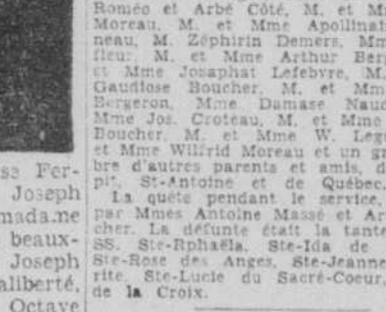 Roméo et Arbé Côté, M. et M
Moreau, M. et Mme Apollinai
neau, M. Zéphirin Demers, Mm
fleur, M. et Mme Arthur Berg
et Mme Josaphat Lefebvre, M.
Gaudiose Boucher, M. et Mm
Bergeron, Mme Damase Nau
Mme Jos. Croteau, M. et Mme
Boucher, M. et Mme W. Leg
et Mme Wilfrid Moreau et un gr
bre d'autres parents et amis, d
pit, St-Antoine et de Québec.
La quête pendant le service,
par Mmes Antoine Massé et Ar
cher. La défunte était la tante
SS. Ste-Rphaëla, Ste-Ida de
Ste-Rose des Anges, Ste-Jeanne
rite, Ste-Lucie du Sacré-Coeur,
de la Croix.
se Fer-
Joseph
madame
beaux-
Joseph
aliberté,
Octave